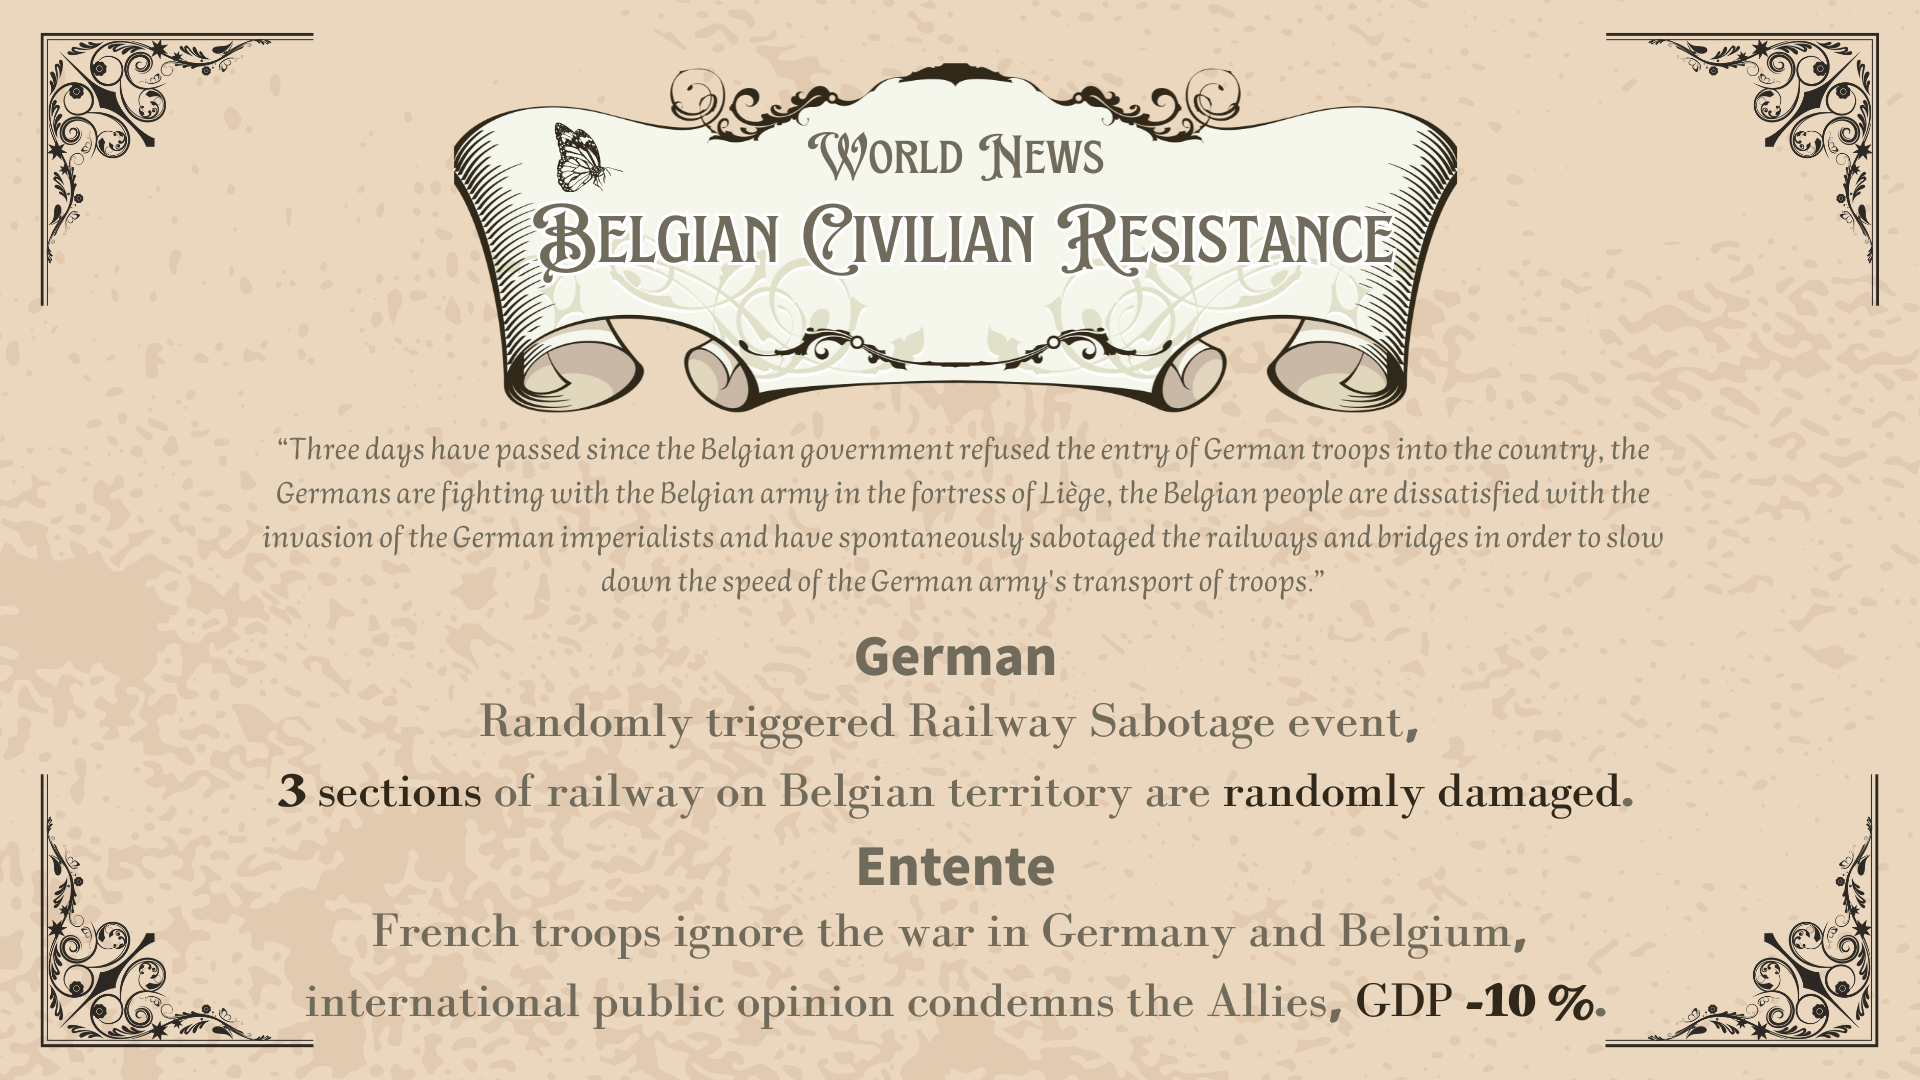 World News
Belgian Civilian Resistance
“Three days have passed since the Belgian government refused the entry of German troops into the country, the
Germans are fighting with the Belgian army in the fortress of Liège, the Belgian people are dissatisfied with the
invasion of the German imperialists and have spontaneously sabotaged the railways and bridges in order to slow
down the speed of the German army's transport of troops.”
German
Randomly triggered Railway Sabotage event,
3 sections of railway on Belgian territory are randomly damaged.
Entente
French troops ignore the war in Germany and Belgium,
international public opinion condemns the Allies, GDP -10 %.